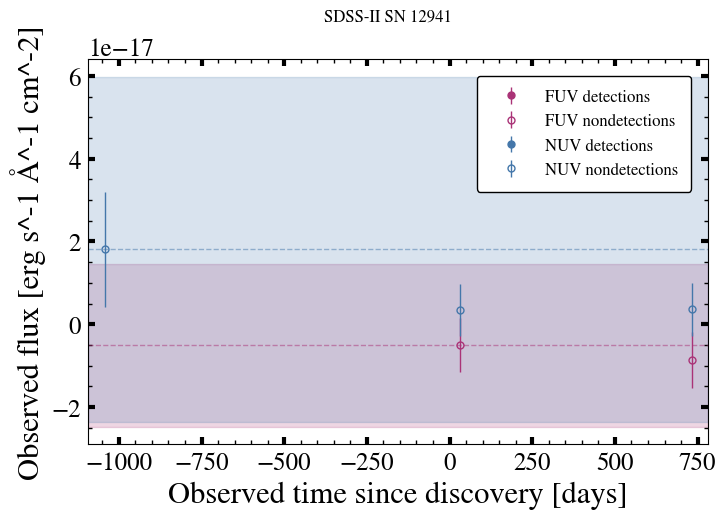 SDSS-II SN 12941
1e−17
6
4
2
0
−2
Observed flux [erg s^-1 Å^-1 cm^-2]
FUV detections
FUV nondetections
NUV detections
NUV nondetections
−1000 −750 −500 −250 0 250 500 750
Observed time since discovery [days]